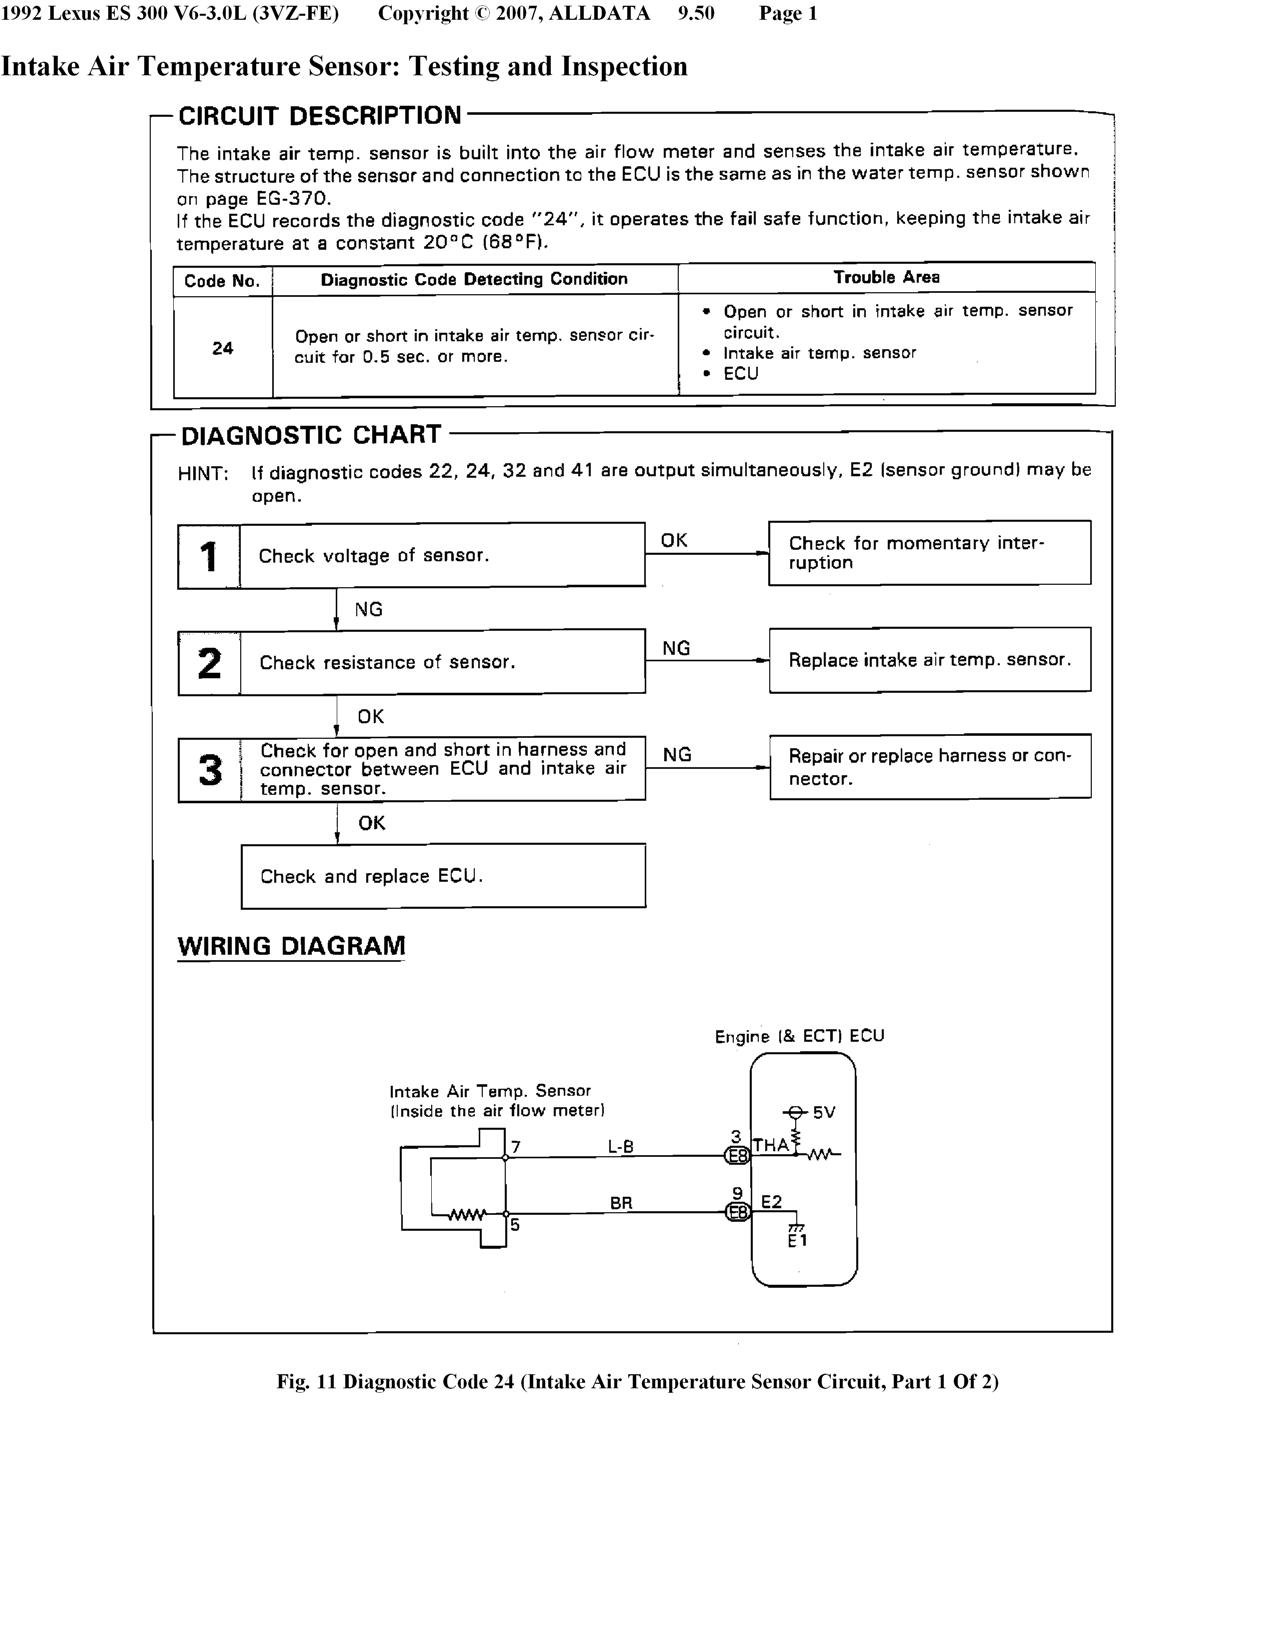 1992 Lexus ES 300 V6-3.0L (3VZ-FE) Copyright © 2007, ALLDATA 9.50 Page 1
Intake Air Temperature Sensor: Testing and Inspection
CIRCUIT DESCRIPTION
The intake air temp. sensor is built into the air flow meter and senses the intake air temperature.
The structure of the sensor and connection to the ECU is the same as in the water temp. sensor shown
on page EG-370.
If the ECU records the diagnostic code "24", it operates the fail safe function, keeping the intake air
temperature at a constant 20°C (68°F).
Code No. Diagnostic Code Detecting Condition Trouble Area
24
Open or short in intake air temp. sensor cir-
cuit for 0.5 sec. or more.
• Open or short in intake air temp. sensor
circuit.
• Intake air temp. sensor
• ECU
DIAGNOSTIC CHART
HINT: If diagnostic codes 22, 24, 32 and 41 are output simultaneously, E2 (sensor ground) may be
open.
1 Check voltage of sensor.
OK
Check for momentary inter-
ruption
NG
2 Check resistance of sensor.
NG
Replace intake air temp. sensor.
OK
3
Check for open and short in harness and
connector between ECU and intake air
temp. sensor.
NG
Repair or replace harness or con-
nector.
OK
Check and replace ECU.
WIRING DIAGRAM
Engine (& ECT) ECU
Intake Air Temp. Sensor
(Inside the air flow meter)
5V
7 L-B 3 E8 THA
5 BR 9 E8 E2
E1
Fig. 11 Diagnostic Code 24 (Intake Air Temperature Sensor Circuit, Part 1 Of 2)